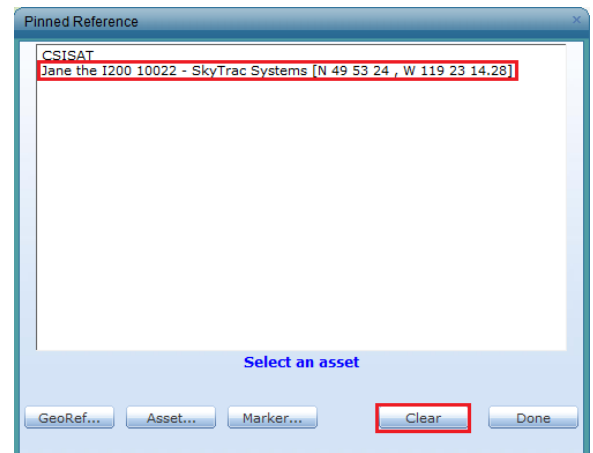 Pinned Reference ×
CSISAT
Jane the I200 10022 - SkyTrac Systems [N 49 53 24 , W 119 23 14.28]
Select an asset
GeoRef... Asset... Marker... Clear Done